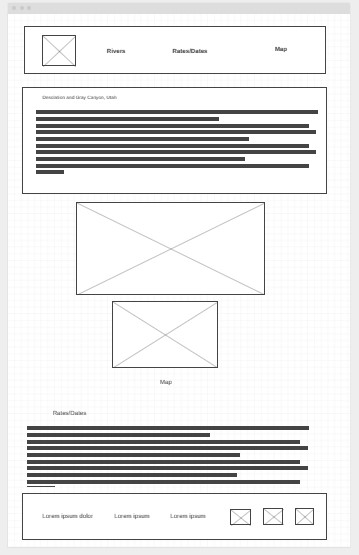 Rivers
Rates/Dates
Map
Desolation and Gray Canyon, Utah
Map
Rates/Dates
Lorem ipsum dolor
Lorem ipsum
Lorem ipsum